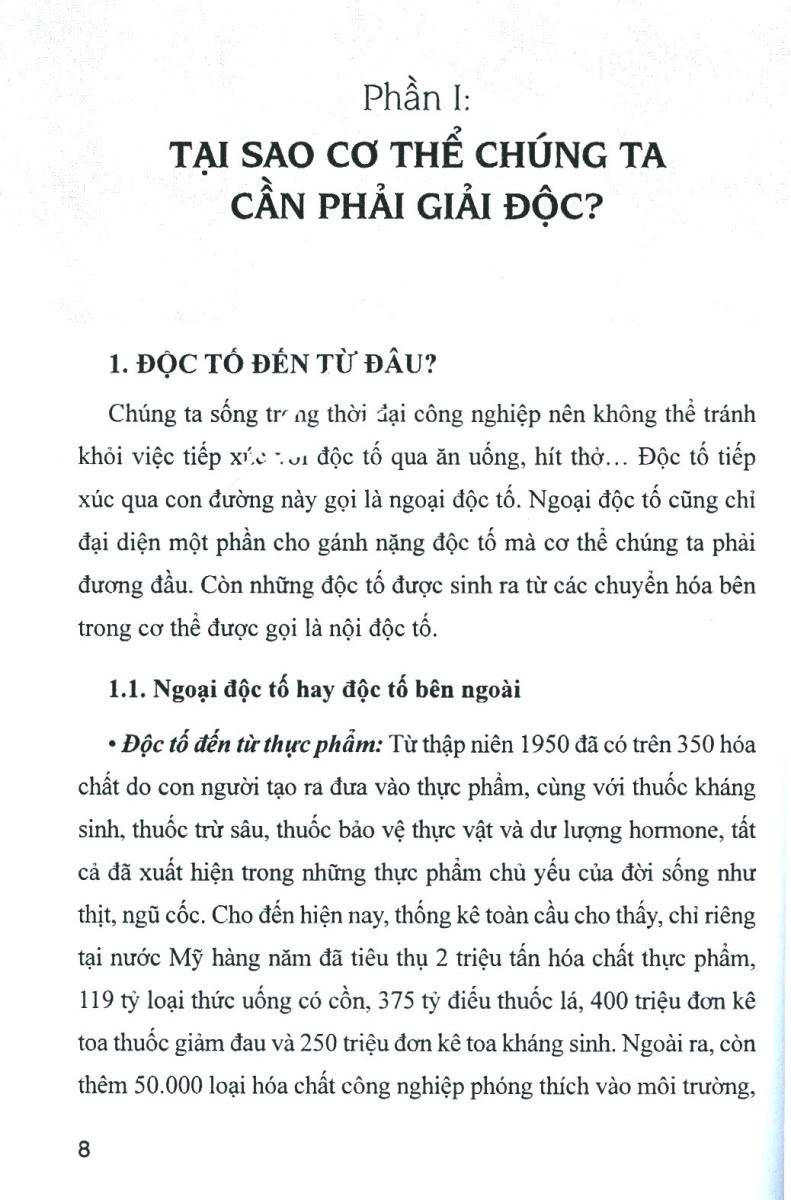 Phần I:
TẠI SAO CƠ THỂ CHÚNG TA
CẦN PHẢI GIẢI ĐỘC?
1. ĐỘC TỐ ĐẾN TỪ ĐÂU?
Chúng ta sống trong thời đại công nghiệp nên không thể tránh
khỏi việc tiếp xúc với độc tố qua ăn uống, hít thở... Độc tố tiếp
xúc qua con đường này gọi là ngoại độc tố. Ngoại độc tố cũng chỉ
đại diện một phần cho gánh nặng độc tố mà cơ thể chúng ta phải
đương đầu. Còn những độc tố được sinh ra từ các chuyển hóa bên
trong cơ thể được gọi là nội độc tố.
1.1. Ngoại độc tố hay độc tố bên ngoài
• Độc tố đến từ thực phẩm: Từ thập niên 1950 đã có trên 350 hóa
chất do con người tạo ra đưa vào thực phẩm, cùng với thuốc kháng
sinh, thuốc trừ sâu, thuốc bảo vệ thực vật và dư lượng hormone, tất
cả đã xuất hiện trong những thực phẩm chủ yếu của đời sống như
thịt, ngũ cốc. Cho đến hiện nay, thống kê toàn cầu cho thấy, chỉ riêng
tại nước Mỹ hàng năm đã tiêu thụ 2 triệu tấn hóa chất thực phẩm,
119 tỷ loại thức uống có cồn, 375 tỷ điếu thuốc lá, 400 triệu đơn kê
toa thuốc giảm đau và 250 triệu đơn kê toa kháng sinh. Ngoài ra, còn
thêm 50.000 loại hóa chất công nghiệp phóng thích vào môi trường,
8